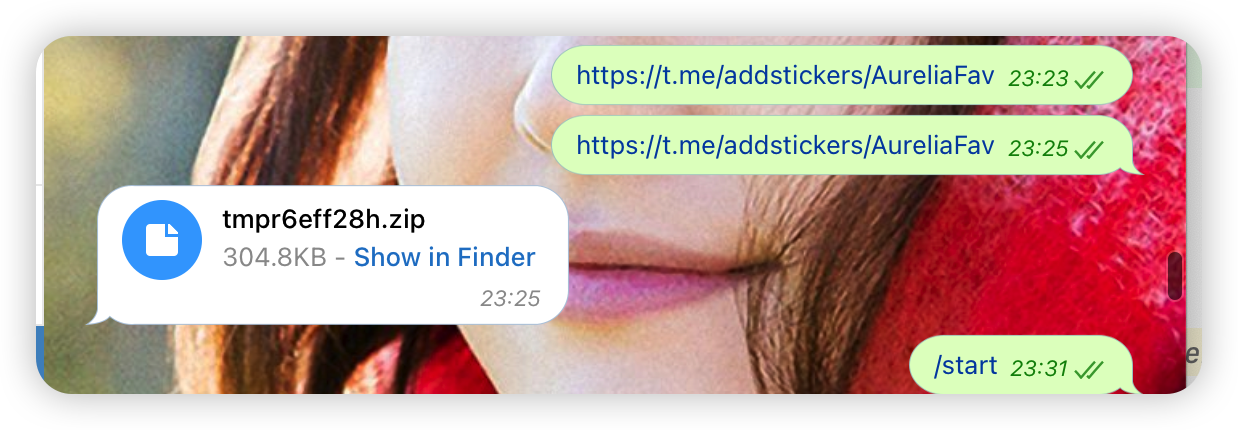 https://t.me/addstickers/AureliaFav 23:23
https://t.me/addstickers/AureliaFav 23:25
tmpr6eff28h.zip
304.8KB - Show in Finder
23:25
/start 23:31
e